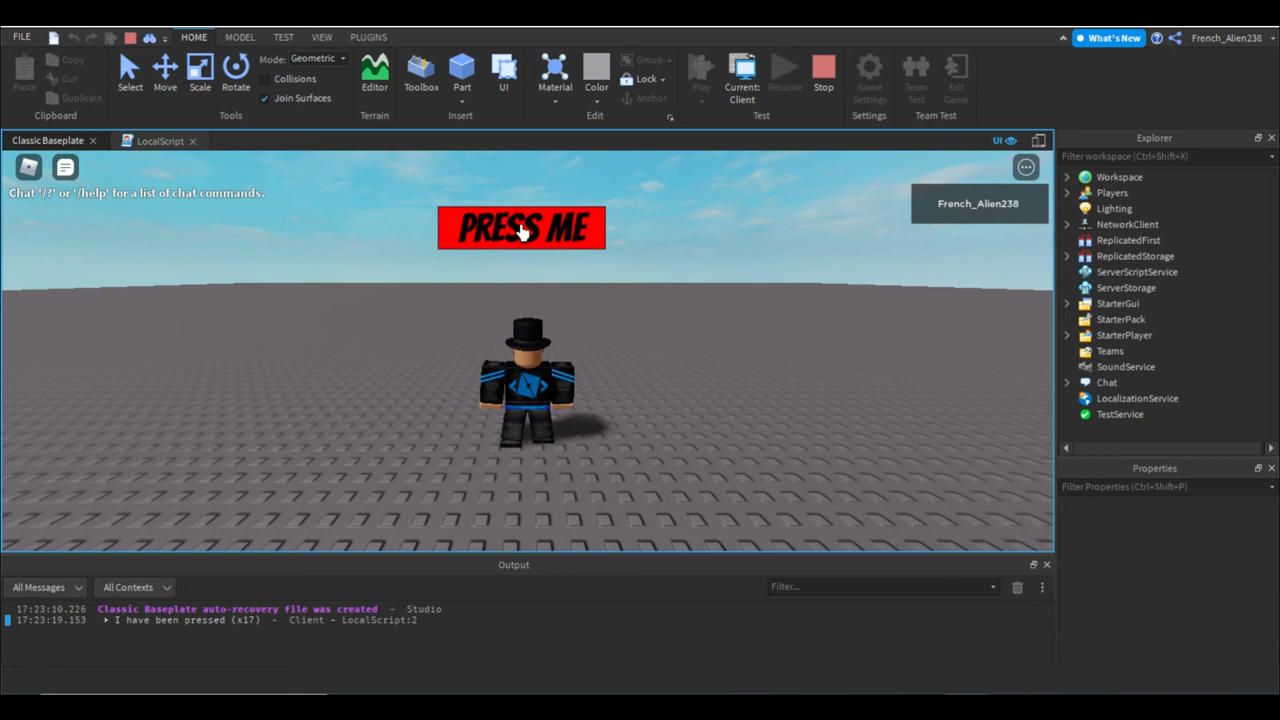 FILE HOME MODEL TEST VIEW PLUGINS What's New French_Alien238
Paste Copy Cut Duplicate Select Move Scale Rotate Mode: Geometric Collisions Join Surfaces Editor Toolbox Part UI Material Color Group Lock Anchor Play Current: Client Resume Stop Game Settings Team Test Exit Game
Clipboard Tools Terrain Insert Edit Test Settings Team Test
Classic Baseplate LocalScript UI
Chat '/?' or '/help' for a list of chat commands.
French_Alien238
PRESS ME
Explorer
Filter workspace (Ctrl+Shift+X)
Workspace
Players
Lighting
NetworkClient
ReplicatedFirst
ReplicatedStorage
ServerScriptService
ServerStorage
StarterGui
StarterPack
StarterPlayer
Teams
SoundService
Chat
LocalizationService
TestService
Properties
Filter Properties (Ctrl+Shift+P)
Output
All Messages All Contexts Filter...
17:23:10.226 Classic Baseplate auto-recovery file was created - Studio
17:23:19.153 I have been pressed (x17) - Client - LocalScript:2